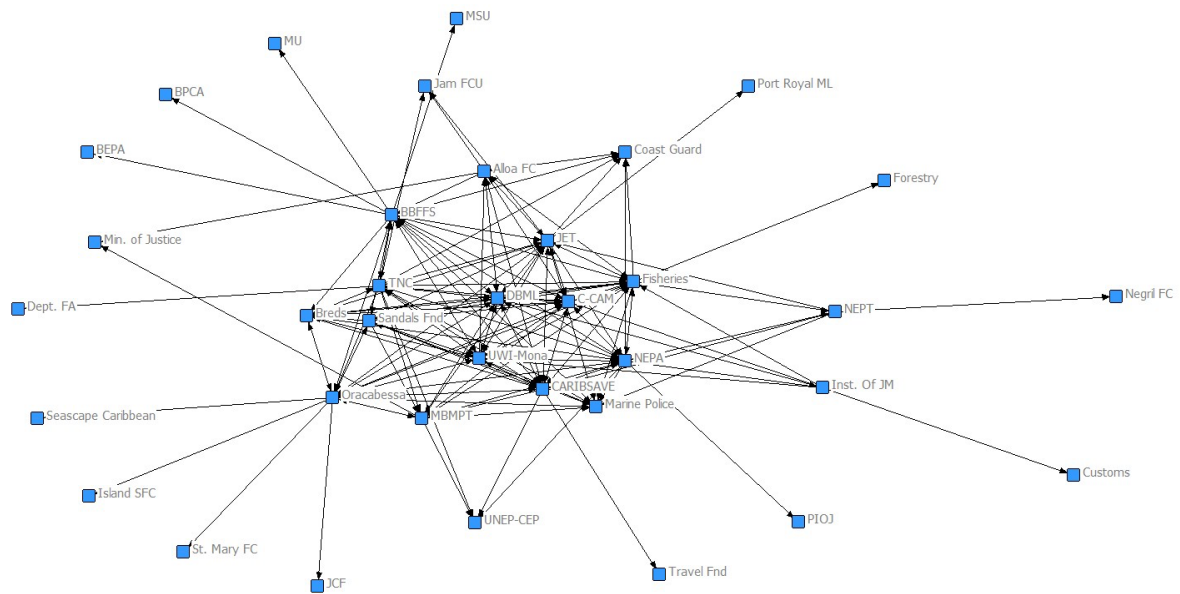 MSU
MU
Jam FCU
Port Royal ML
BPCA
BEPA
Coast Guard
Alloa FC
Forestry
BBFFS
Min. of Justice
JET
Fisheries
TNC
DBML
C-CAM
Negril FC
Dept. FA
Breds
Sandals Fnd
NEPT
UWI-Mona
NEPA
CARIBSAVE
Inst. Of JM
Oracabessa
Marine Police
Seascape Caribbean
MBMPT
Customs
Island SFC
UNEP-CEP
PIOJ
St. Mary FC
Travel Fnd
JCF